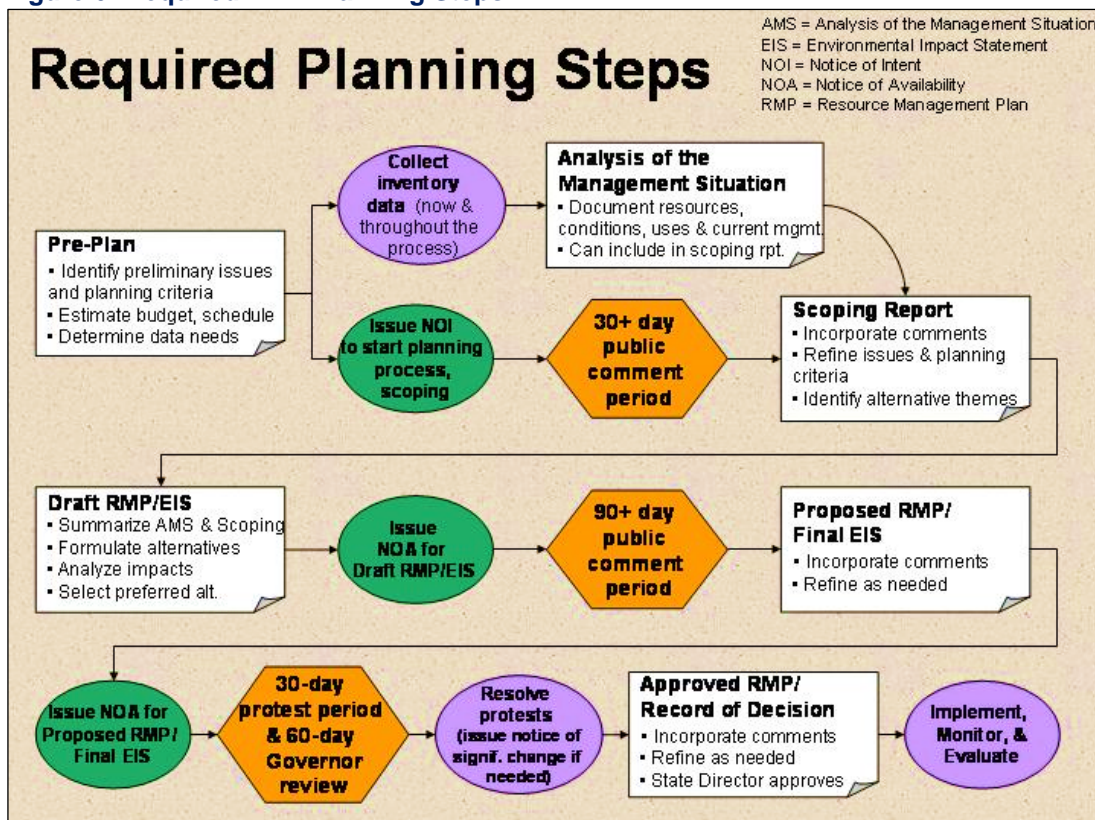 AMS = Analysis of the Management Situation
EIS = Environmental Impact Statement
NOI = Notice of Intent
NOA = Notice of Availability
RMP = Resource Management Plan
Required Planning Steps
Pre-Plan
▪ Identify preliminary issues
and planning criteria
▪ Estimate budget, schedule
▪ Determine data needs
Collect
inventory
data (now &
throughout the
process)
Analysis of the
Management Situation
▪ Document resources,
conditions, uses & current mgmt.
▪ Can include in scoping rpt.
Issue NOI
to start planning
process,
scoping
30+ day
public
comment
period
Scoping Report
▪ Incorporate comments
▪ Refine issues & planning
criteria
▪ Identify alternative themes
Draft RMP/EIS
▪ Summarize AMS & Scoping
▪ Formulate alternatives
▪ Analyze impacts
▪ Select preferred alt.
Issue
NOA for
Draft RMP/EIS
90+ day
public
comment
period
Proposed RMP/
Final EIS
▪ Incorporate comments
▪ Refine as needed
Issue NOA for
Proposed RMP/
Final EIS
30-day
protest period
& 60-day
Governor
review
Resolve
protests
(issue notice of
signif. change if
needed)
Approved RMP/
Record of Decision
▪ Incorporate comments
▪ Refine as needed
▪ State Director approves
Implement,
Monitor, &
Evaluate